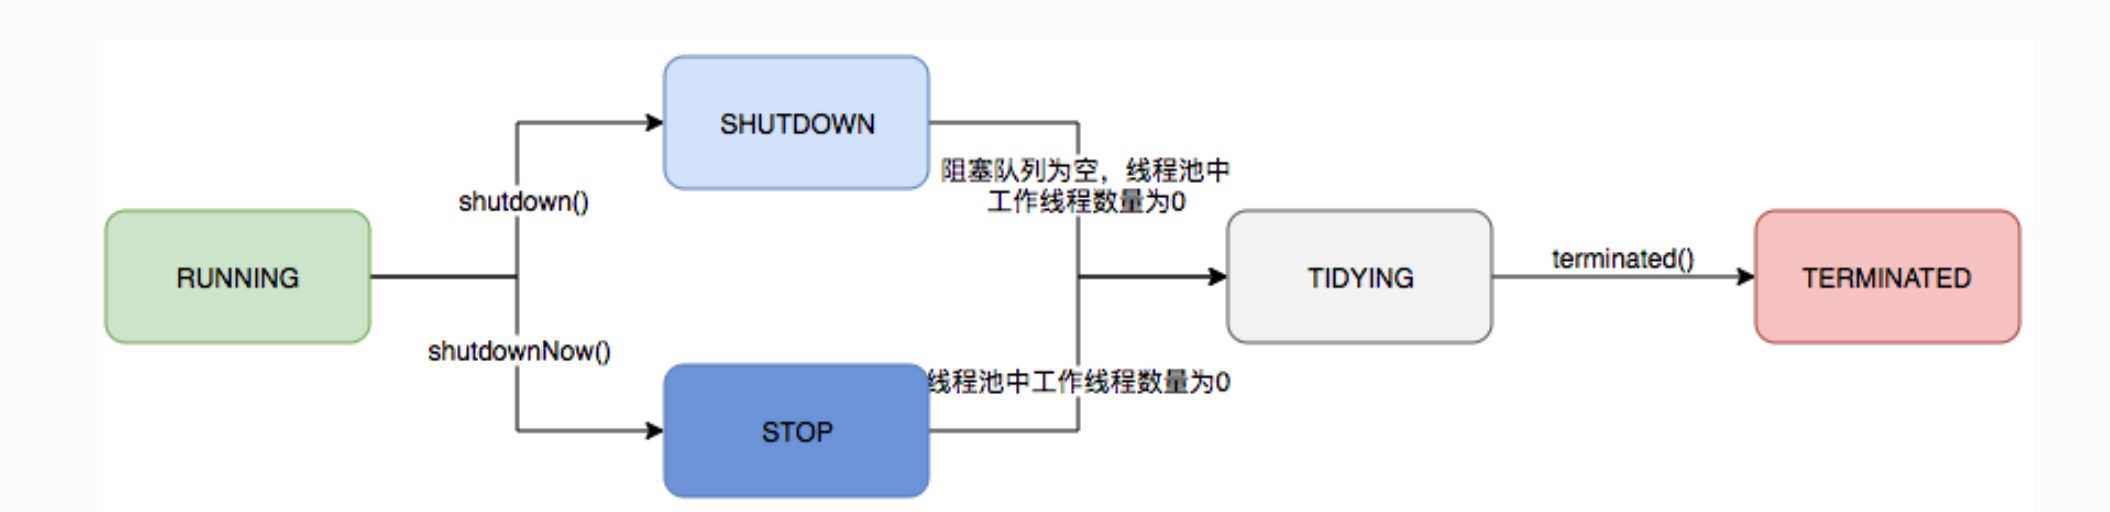 RUNNING
shutdown()
shutdownNow()
SHUTDOWN
STOP
阻塞队列为空，线程池中
工作线程数量为0
线程池中工作线程数量为0
TIDYING
terminated()
TERMINATED